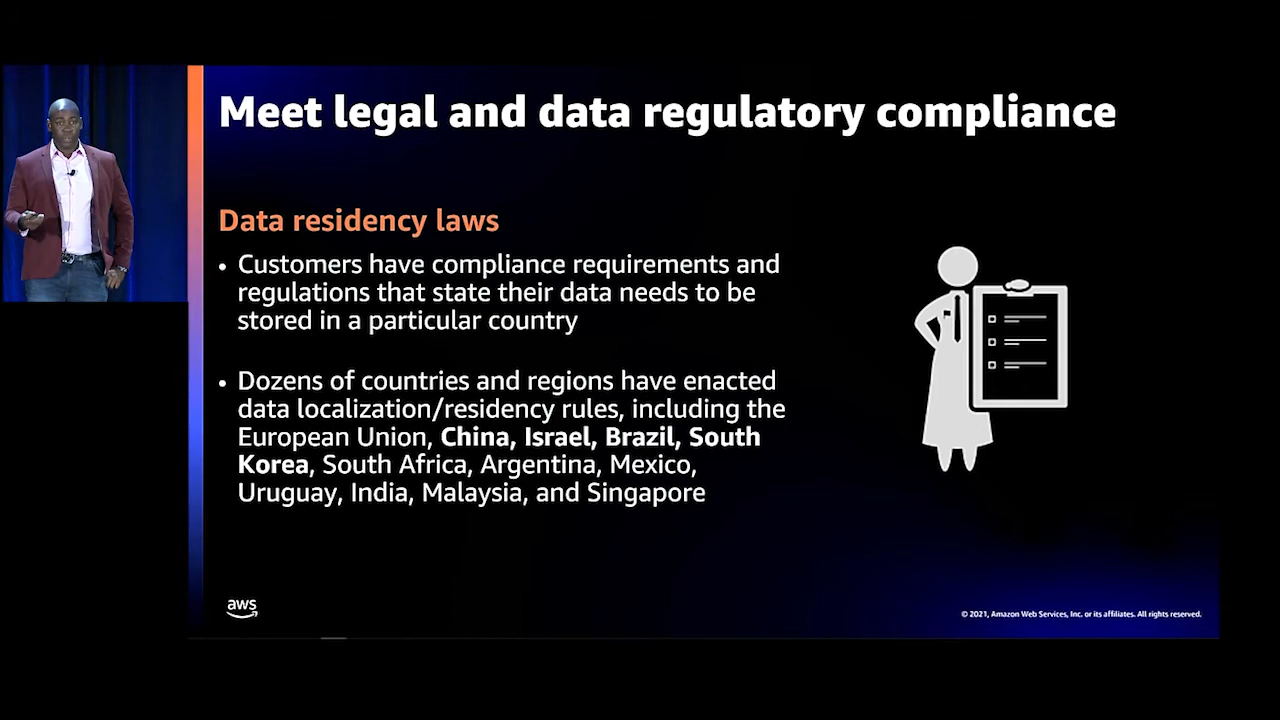 Meet legal and data regulatory compliance
Data residency laws
• Customers have compliance requirements and
regulations that state their data needs to be
stored in a particular country
• Dozens of countries and regions have enacted
data localization/residency rules, including the
European Union, China, Israel, Brazil, South
Korea, South Africa, Argentina, Mexico,
Uruguay, India, Malaysia, and Singapore
aws
© 2021, Amazon Web Services, Inc. or its affiliates. All rights reserved.